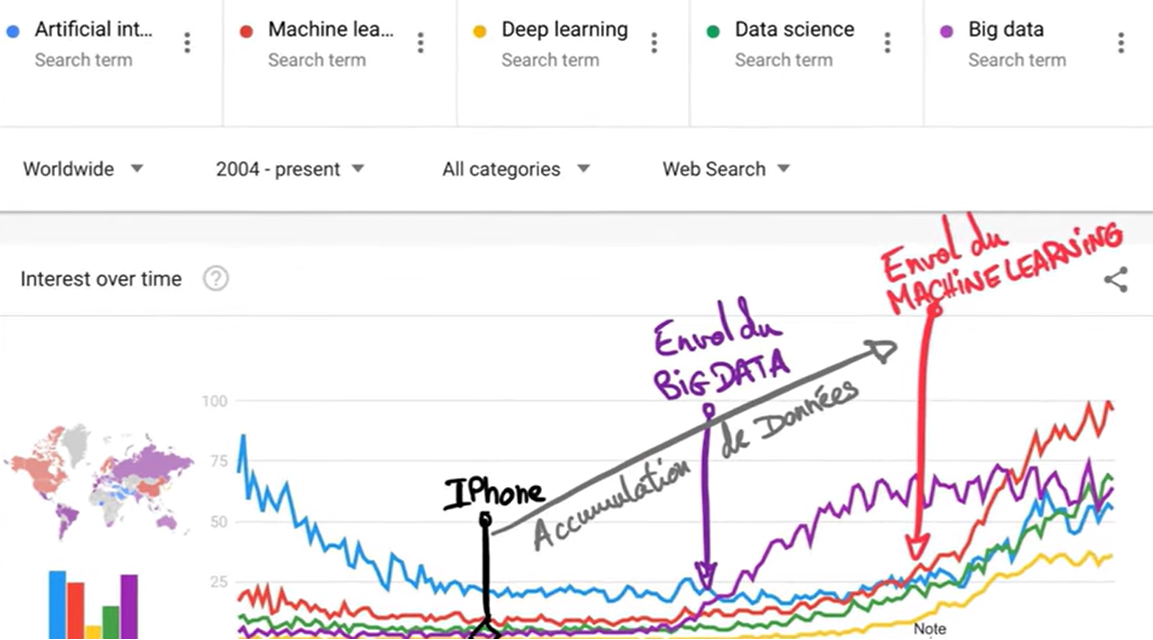 Artificial int...
Search term
Machine lea...
Search term
Deep learning
Search term
Data science
Search term
Big data
Search term
Worldwide
2004 - present
All categories
Web Search
Interest over time
?
Envol du
MACHINE LEARNING
Envol du
BiG DATA
IPhone
Accumulation de Données
100
75
50
25
Note